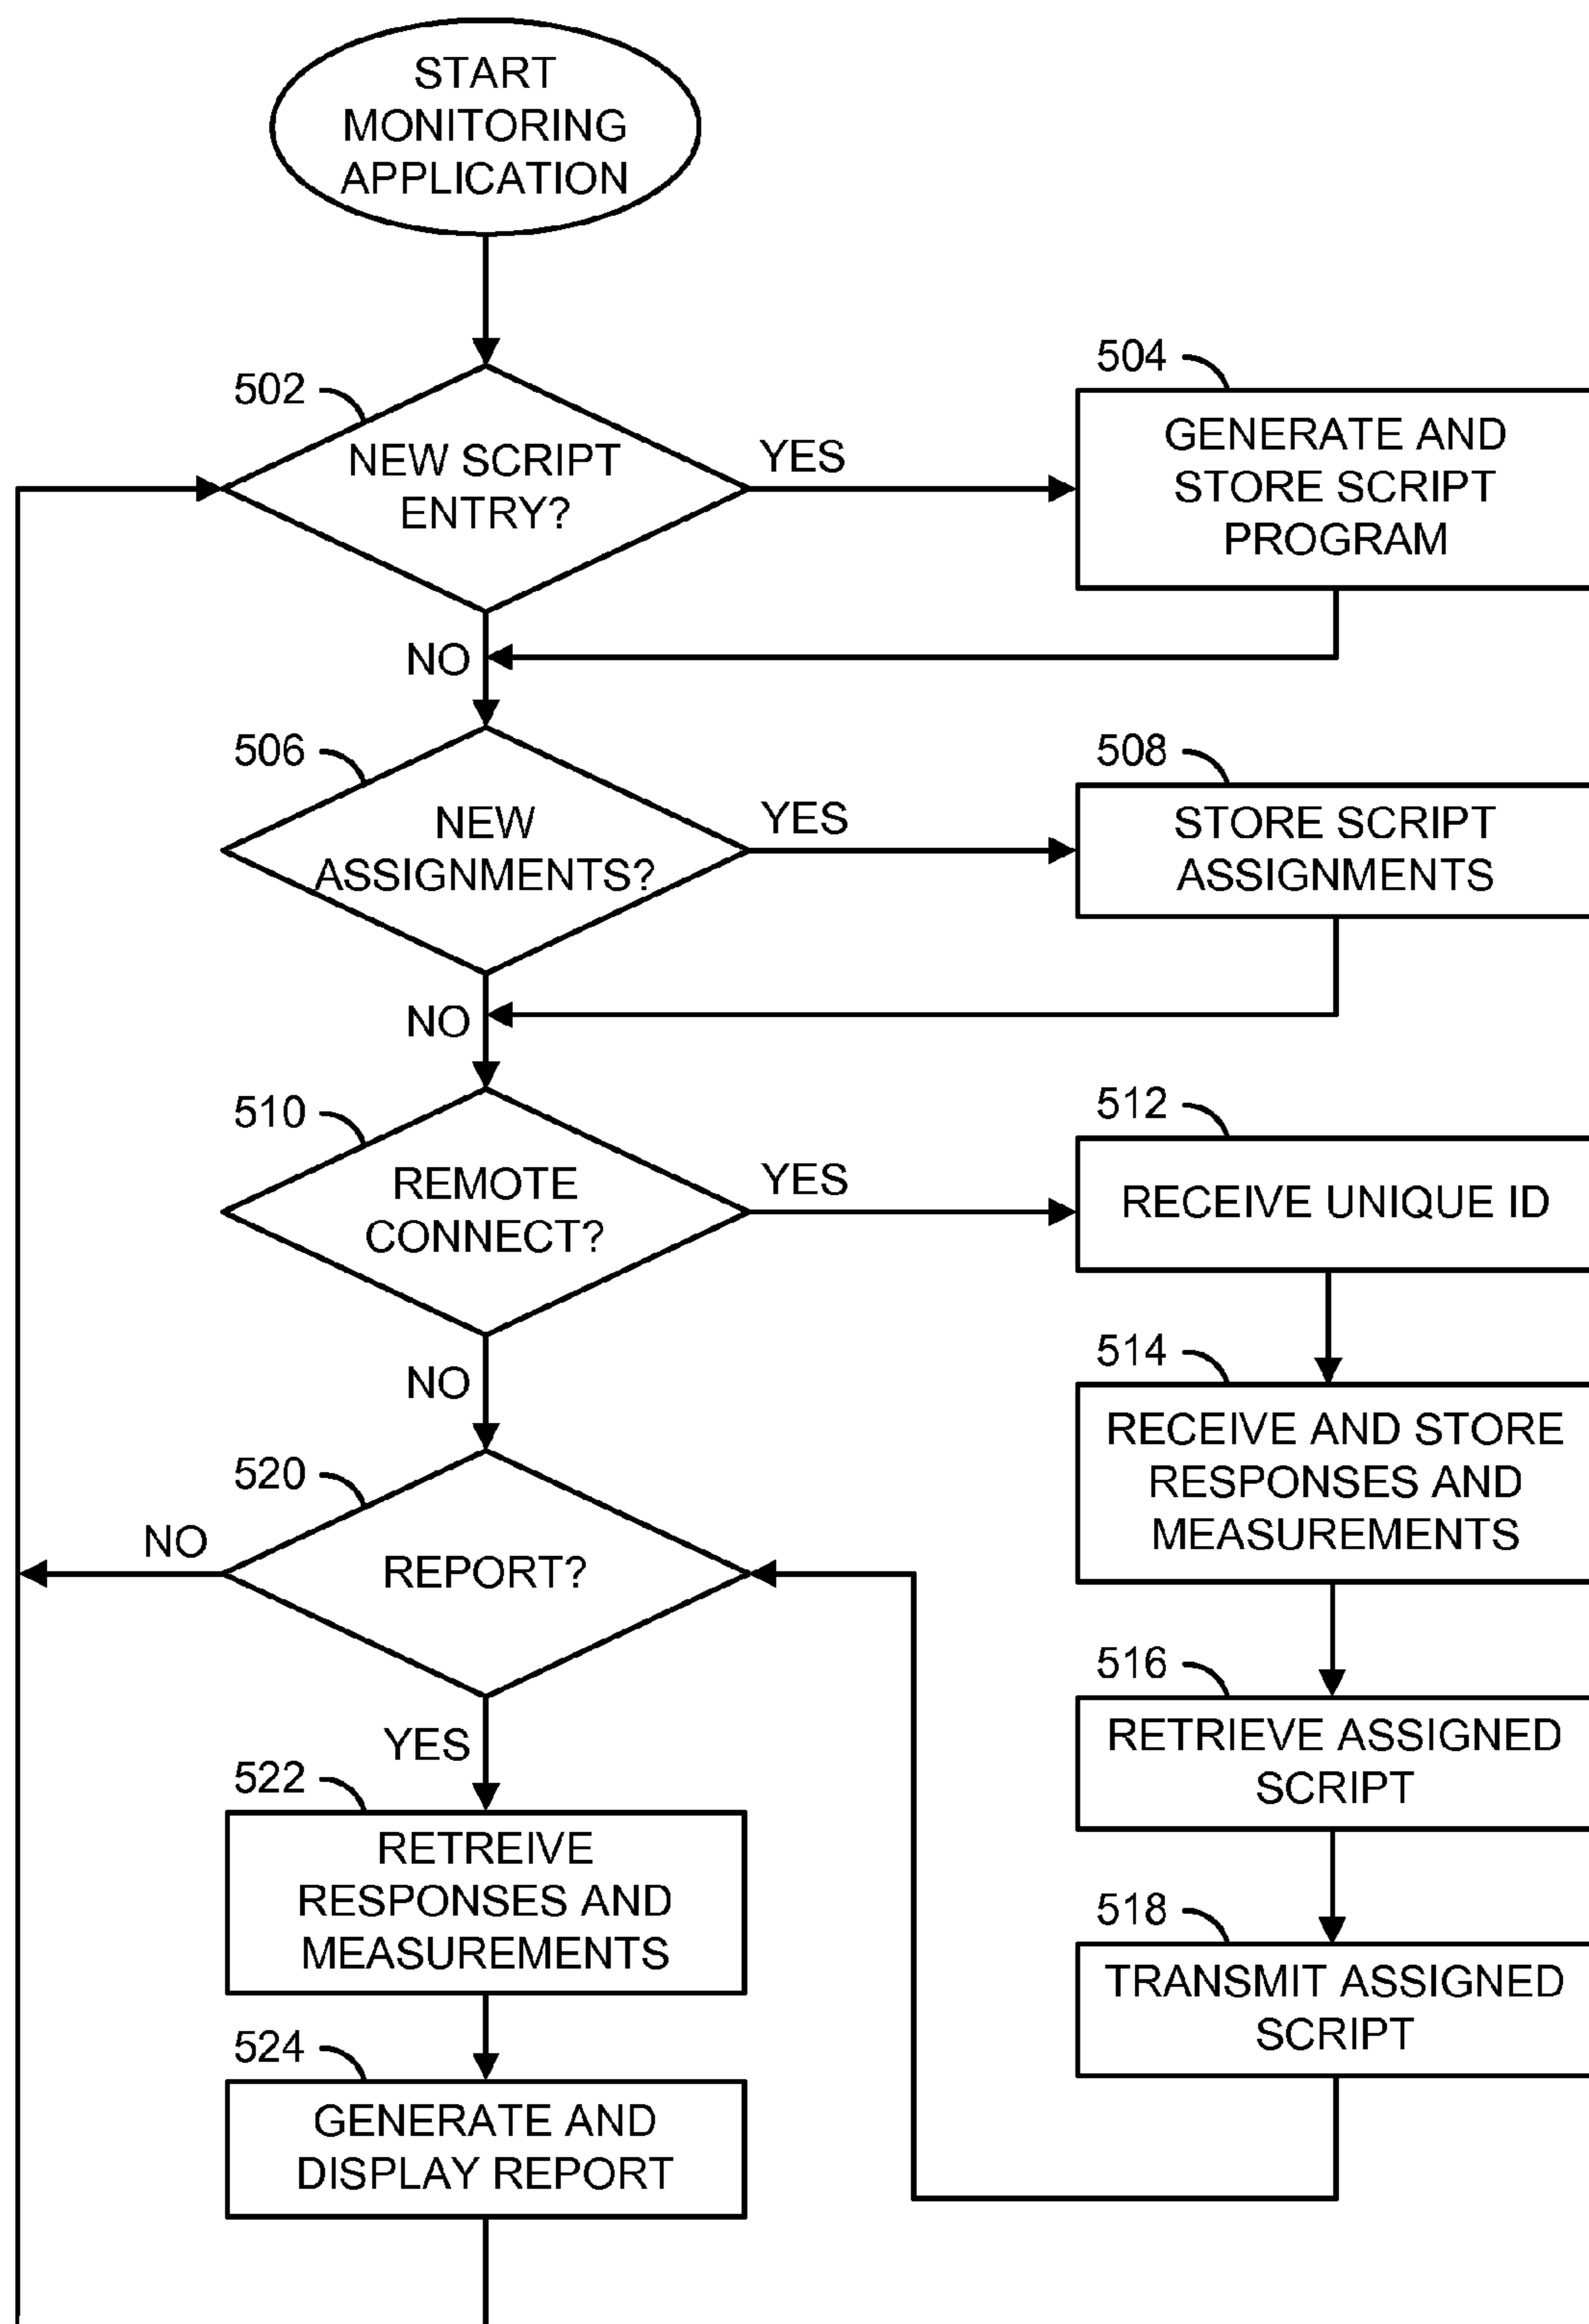 START
MONITORING
APPLICATION
502
NEW SCRIPT
ENTRY?
YES
504
GENERATE AND
STORE SCRIPT
PROGRAM
NO
506
NEW
ASSIGNMENTS?
YES
508
STORE SCRIPT
ASSIGNMENTS
NO
510
REMOTE
CONNECT?
YES
512
RECEIVE UNIQUE ID
NO
514
RECEIVE AND STORE
RESPONSES AND
MEASUREMENTS
516
RETRIEVE ASSIGNED
SCRIPT
518
TRANSMIT ASSIGNED
SCRIPT
520
REPORT?
NO
YES
522
RETREIVE
RESPONSES AND
MEASUREMENTS
524
GENERATE AND
DISPLAY REPORT